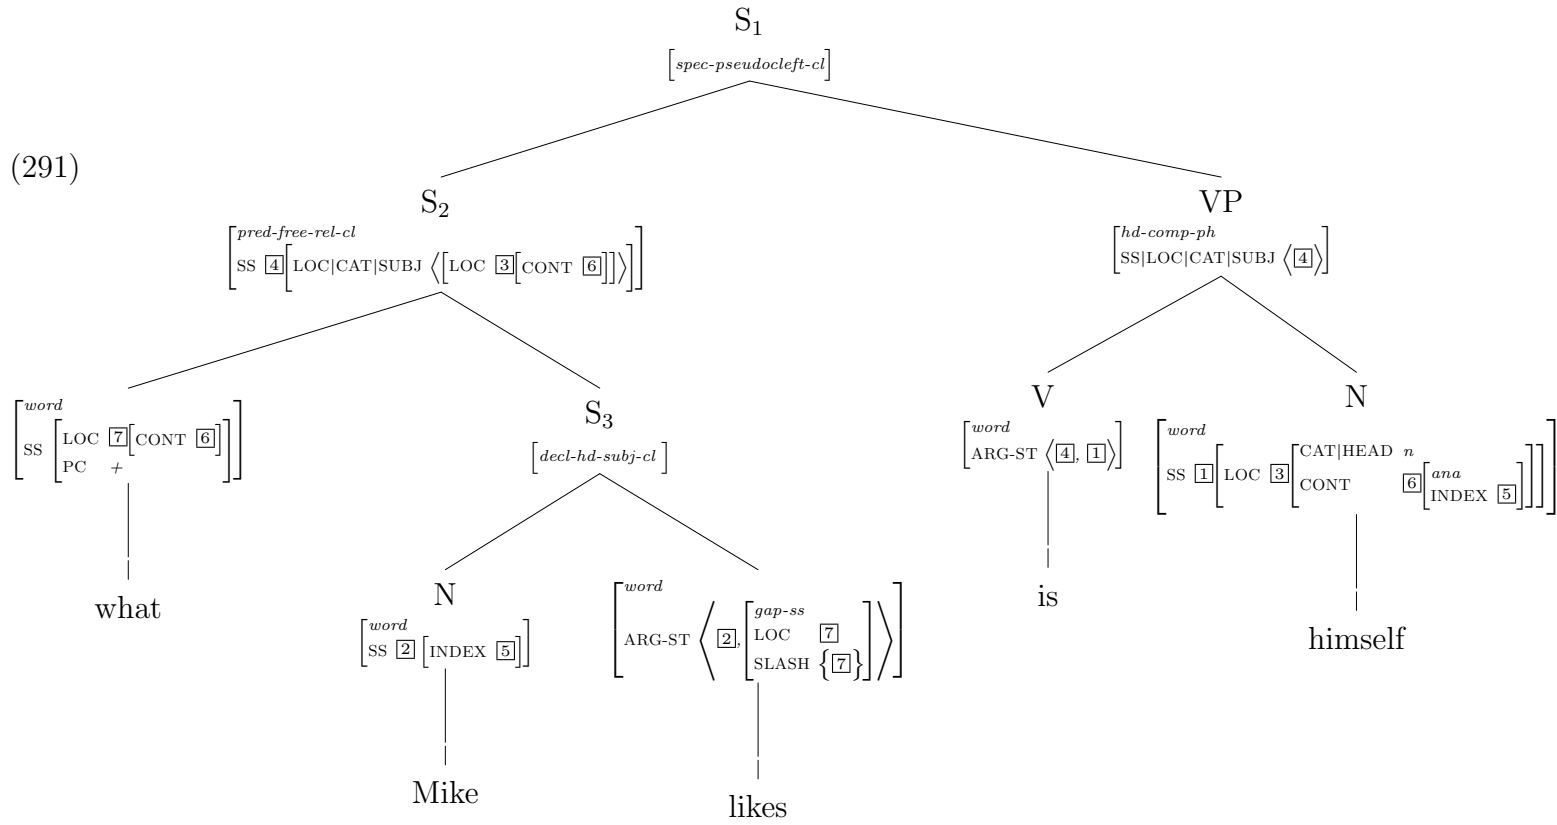 S₁
[spec-pseudocleft-cl]
(291)
S₂
[pred-free-rel-cl
SS [4][LOC|CAT|SUBJ ⟨[LOC [3][CONT [6]]]⟩]]
VP
[hd-comp-ph
SS|LOC|CAT|SUBJ ⟨[4]⟩]
[word
SS [LOC [7][CONT [6]]
PC +]]
what
S₃
[decl-hd-subj-cl ]
N
[word
SS [2] [INDEX [5]]]
Mike
[word
ARG-ST ⟨[2], [gap-ss
LOC [7]
SLASH {[7]}]⟩]
likes
V
[word
ARG-ST ⟨[4], [1]⟩]
is
N
[word
SS [1][LOC [3][CAT|HEAD n
CONT [6][ana
INDEX [5]]]]]
himself